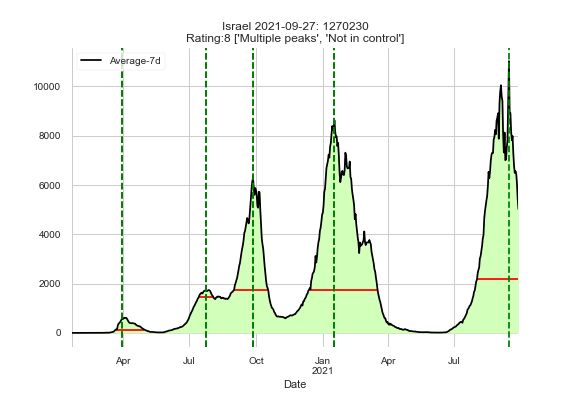 Israel 2021-09-27: 1270230
Rating:8 ['Multiple peaks', 'Not in control']
Average-7d
10000
8000
6000
4000
2000
0
Apr
Jul
Oct
Jan
2021
Apr
Jul
Date